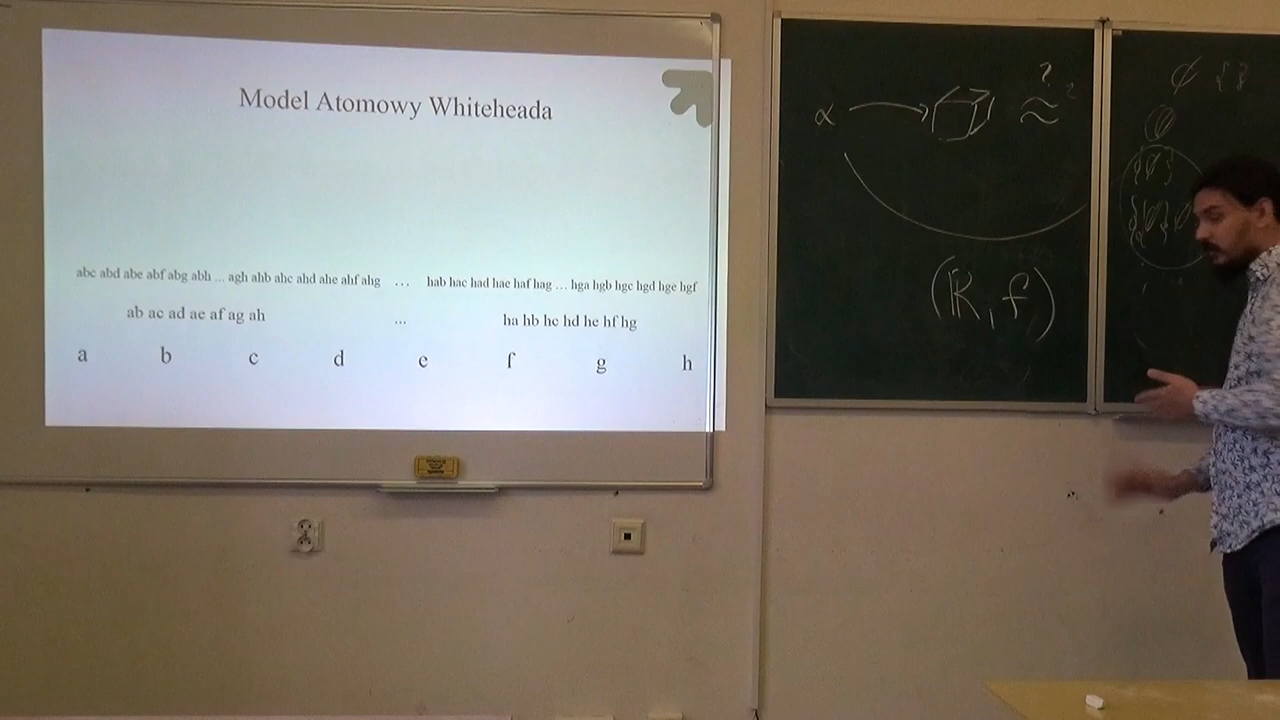 Model Atomowy Whiteheada
abc abd abe abf abg abh ... agh ahb ahc ahd ahe ahf ahg ... hab hac had hae haf hag ... hga hgb hgc hgd hge hgf
ab ac ad ae af ag ah ... ha hb hc hd he hf hg
a b c d e f g h
α ≈ ?
(R, f)
∅ { }
{∅}